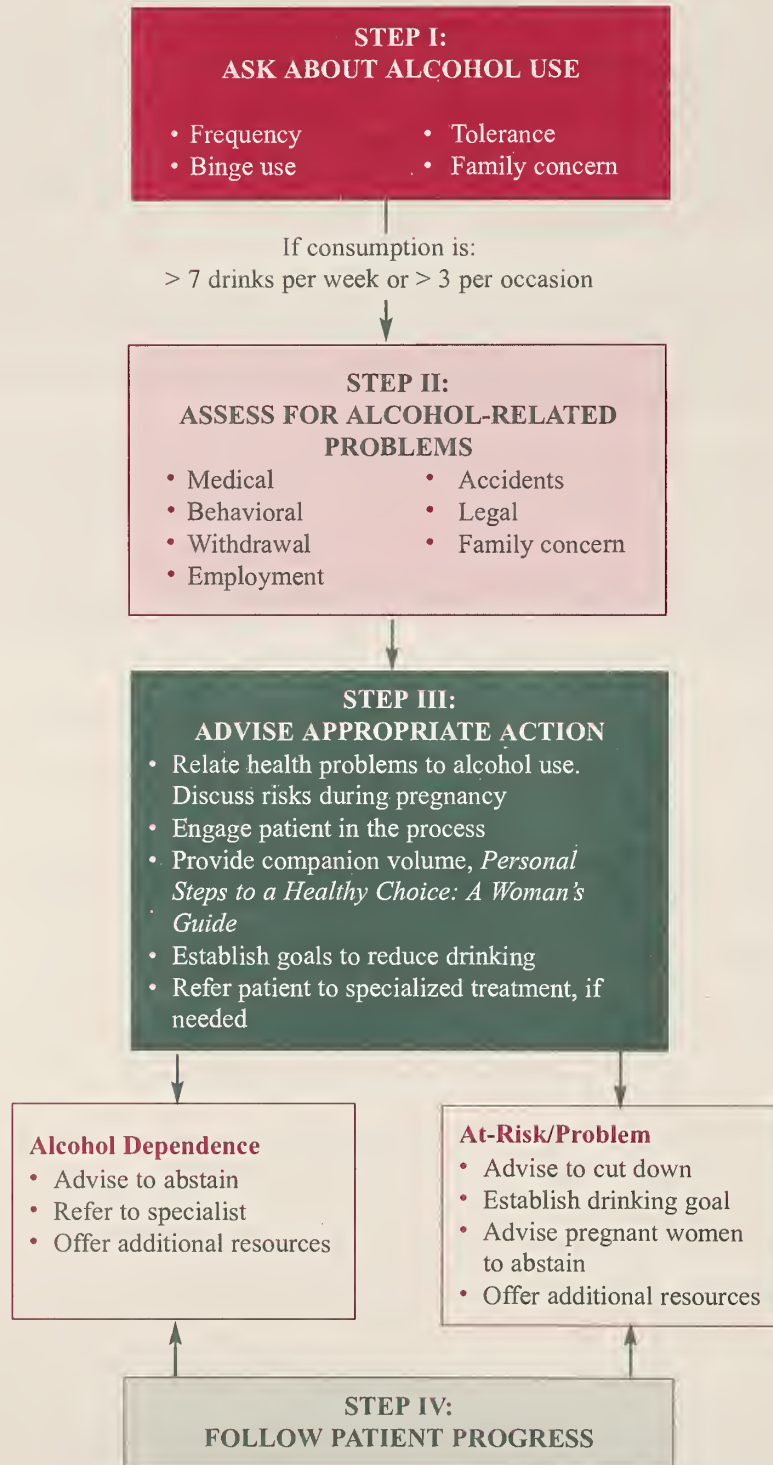 STEP I:
ASK ABOUT ALCOHOL USE
• Frequency
• Binge use
• Tolerance
• Family concern
If consumption is:
> 7 drinks per week or > 3 per occasion
STEP II:
ASSESS FOR ALCOHOL-RELATED
PROBLEMS
• Medical
• Behavioral
• Withdrawal
• Employment
• Accidents
• Legal
• Family concern
STEP III:
ADVISE APPROPRIATE ACTION
• Relate health problems to alcohol use.
Discuss risks during pregnancy
• Engage patient in the process
• Provide companion volume, Personal
Steps to a Healthy Choice: A Woman's
Guide
• Establish goals to reduce drinking
• Refer patient to specialized treatment, if
needed
Alcohol Dependence
• Advise to abstain
• Refer to specialist
• Offer additional resources
At-Risk/Problem
• Advise to cut down
• Establish drinking goal
• Advise pregnant women
to abstain
• Offer additional resources
STEP IV:
FOLLOW PATIENT PROGRESS